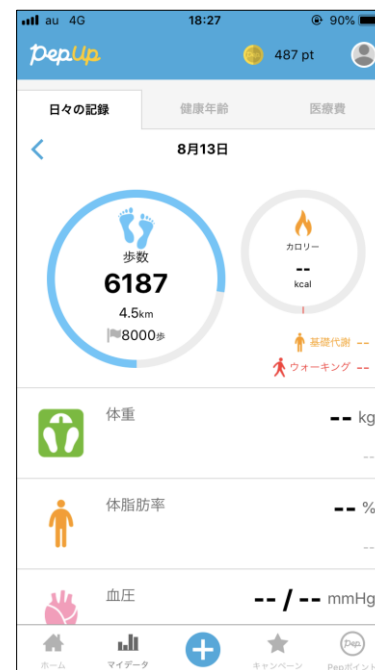 au 4G 18:27 90%
PepUp 487 pt
日々の記録 健康年齢 医療費
8月13日
歩数
6187
4.5km
8000歩
カロリー
--
kcal
基礎代謝 --
ウォーキング --
体重 -- kg
--
体脂肪率 -- %
--
血圧 -- / -- mmHg
ホーム マイデータ キャンペーン Pep Pepポイント